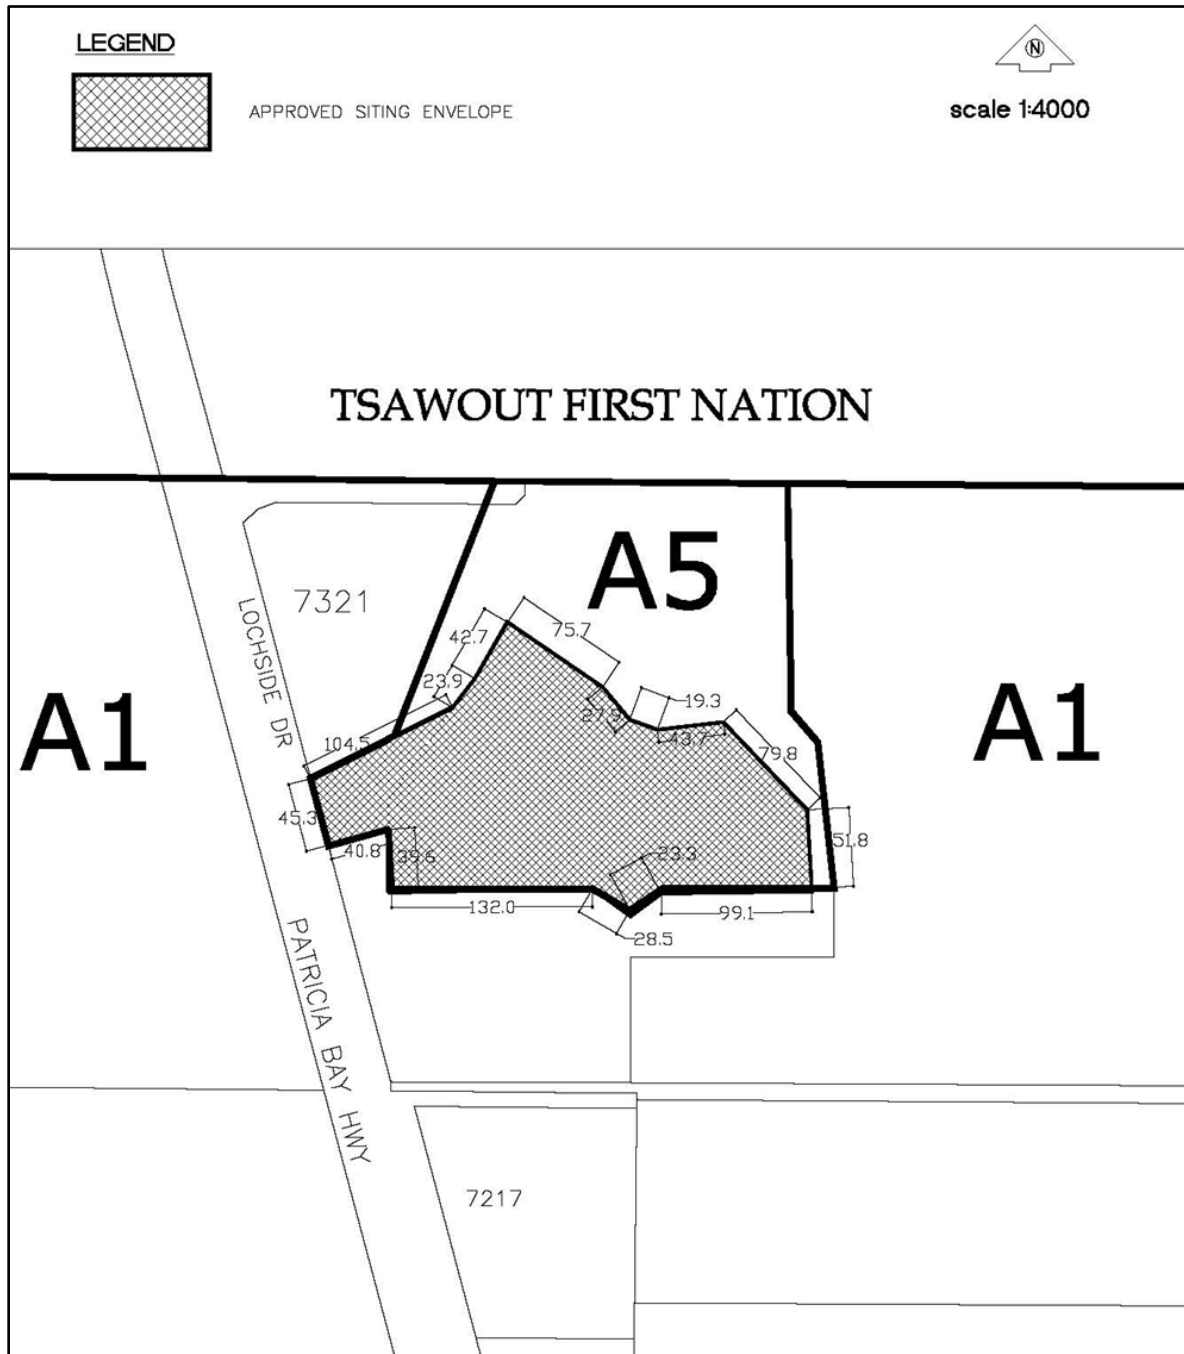 LEGEND
N
APPROVED SITING ENVELOPE
scale 1:4000
TSAWOUT FIRST NATION
A5
7321
LOCHSIDE DR
42.7
75.7
23.9
27.9
19.3
43.7
A1
A1
104.5
79.8
45.3
40.8
39.6
23.3
51.8
132.0
99.1
28.5
PATRICIA BAY HWY
7217